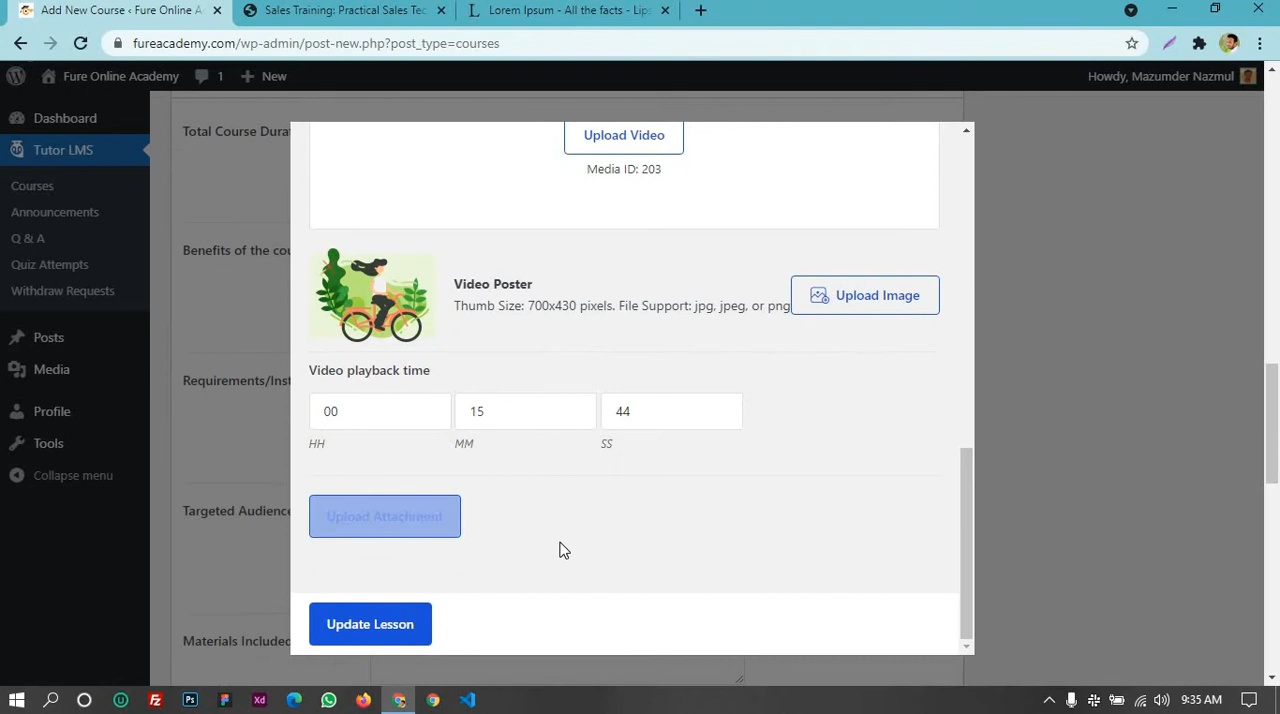 Add New Course ‹ Fure Online A
Sales Training: Practical Sales Tec
Lorem Ipsum - All the facts - Lips
fureacademy.com/wp-admin/post-new.php?post_type=courses
Fure Online Academy
1
New
Howdy, Mazumder Nazmul
Dashboard
Tutor LMS
Courses
Announcements
Q & A
Quiz Attempts
Withdraw Requests
Posts
Media
Profile
Tools
Collapse menu
Total Course Durat
Benefits of the cou
Requirements/Inst
Targeted Audience
Materials Included
Upload Video
Media ID: 203
Video Poster
Thumb Size: 700x430 pixels. File Support: jpg, jpeg, or png
Upload Image
Video playback time
00
15
44
HH
MM
SS
Upload Attachment
Update Lesson
9:35 AM